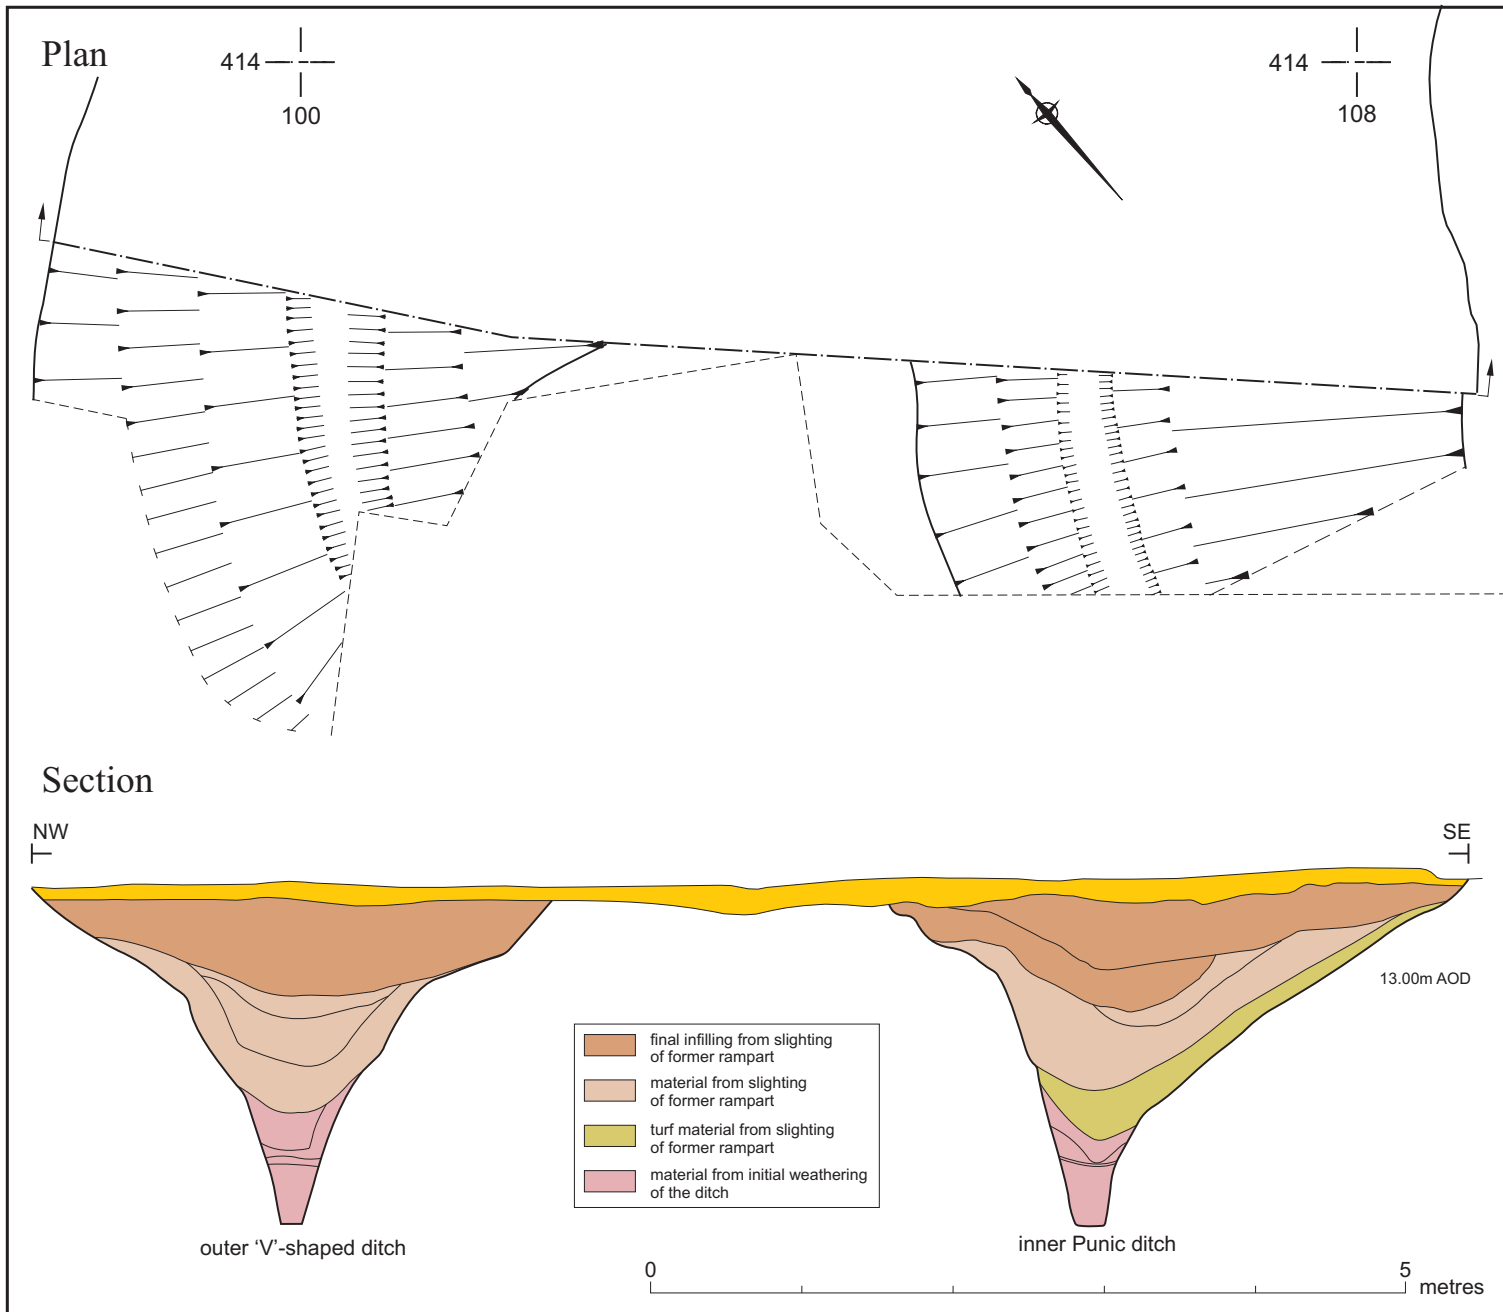 Plan
414
100
414
108
Section
NW
SE
13.00m AOD
final infilling from slighting
of former rampart
material from slighting
of former rampart
turf material from slighting
of former rampart
material from initial weathering
of the ditch
outer ‘V’-shaped ditch
inner Punic ditch
0
5
metres